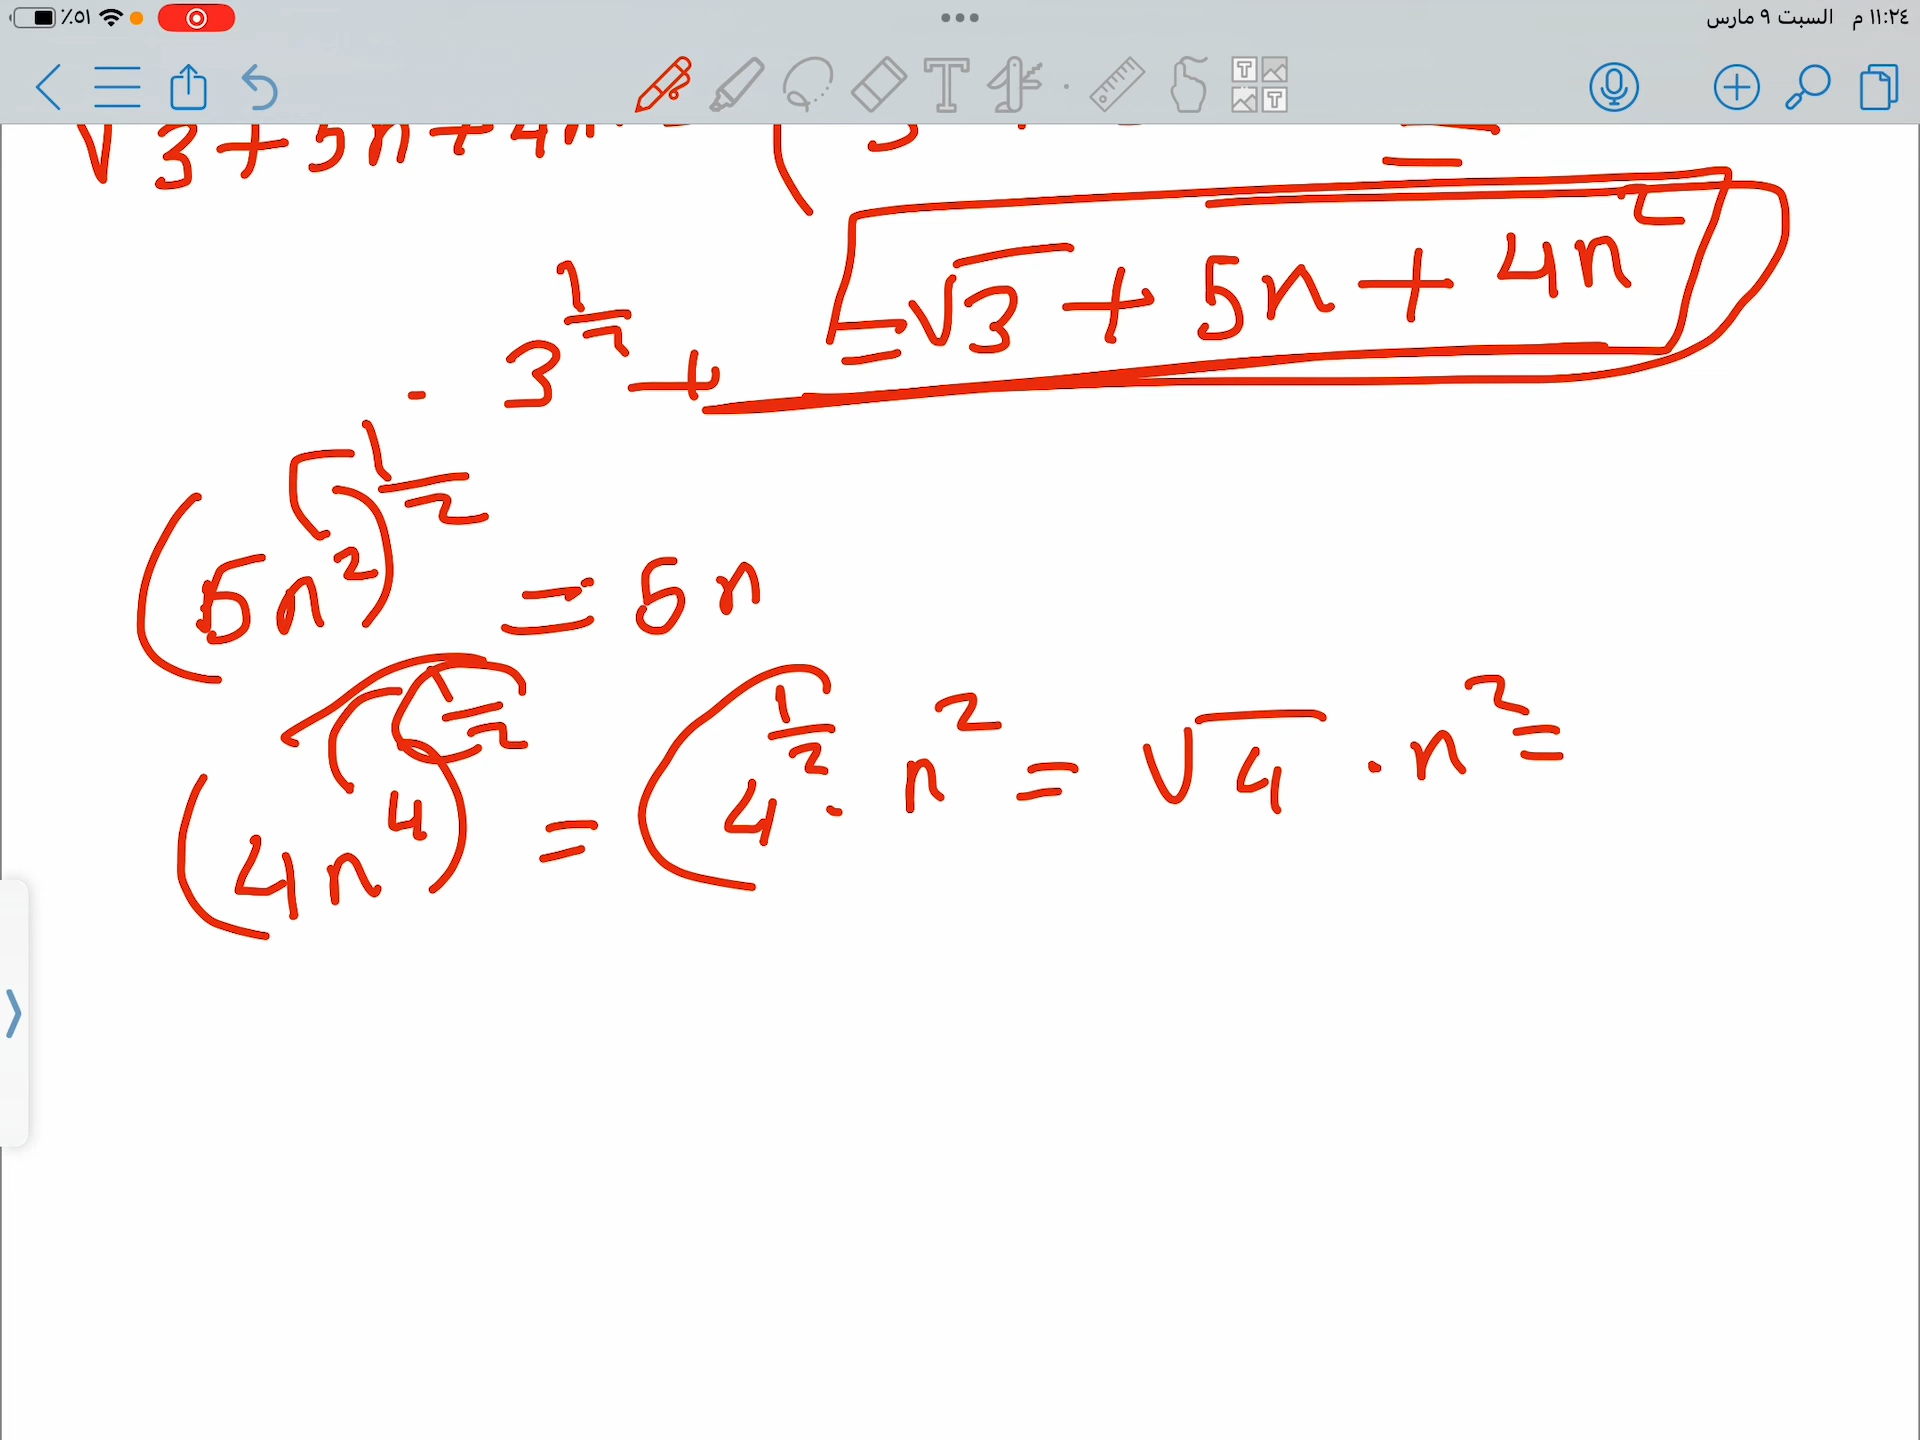 ٪٥١
١١:٢٤ م السبت ٩ مارس
√3+5n+4n
=√3 + 5n + 4n²
3^½ +
(5n²)^½ = 5n
(4n⁴)^½ = (4^½ · n² = √4 · n² =